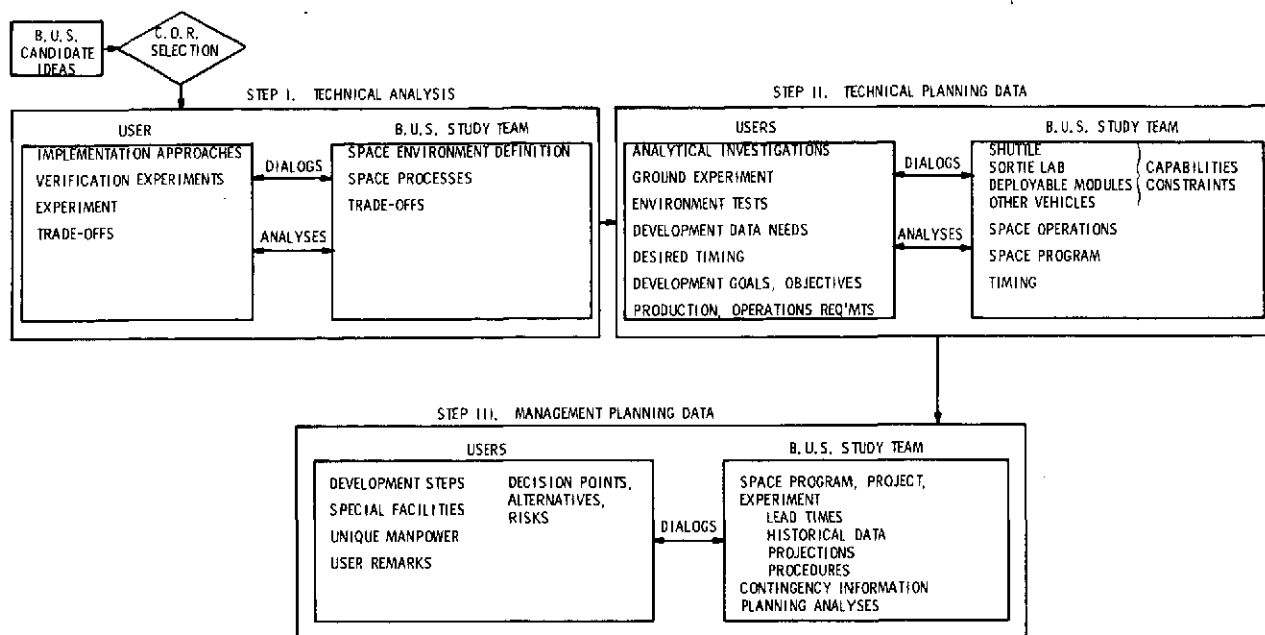 B.U.S.
CANDIDATE
IDEAS
C.O.R.
SELECTION
STEP I. TECHNICAL ANALYSIS
USER
IMPLEMENTATION APPROACHES
VERIFICATION EXPERIMENTS
EXPERIMENT
TRADE-OFFS
DIALOGS
ANALYSES
B.U.S. STUDY TEAM
SPACE ENVIRONMENT DEFINITION
SPACE PROCESSES
TRADE-OFFS
STEP II. TECHNICAL PLANNING DATA
USERS
ANALYTICAL INVESTIGATIONS
GROUND EXPERIMENT
ENVIRONMENT TESTS
DEVELOPMENT DATA NEEDS
DESIRED TIMING
DEVELOPMENT GOALS, OBJECTIVES
PRODUCTION, OPERATIONS REQ'MTS
DIALOGS
ANALYSES
B.U.S. STUDY TEAM
SHUTTLE
SORTIE LAB
DEPLOYABLE MODULES
OTHER VEHICLES
CAPABILITIES
CONSTRAINTS
SPACE OPERATIONS
SPACE PROGRAM
TIMING
STEP III. MANAGEMENT PLANNING DATA
USERS
DEVELOPMENT STEPS
SPECIAL FACILITIES
UNIQUE MANPOWER
USER REMARKS
DECISION POINTS,
ALTERNATIVES,
RISKS
DIALOGS
B.U.S. STUDY TEAM
SPACE PROGRAM, PROJECT,
EXPERIMENT
LEAD TIMES
HISTORICAL DATA
PROJECTIONS
PROCEDURES
CONTINGENCY INFORMATION
PLANNING ANALYSES